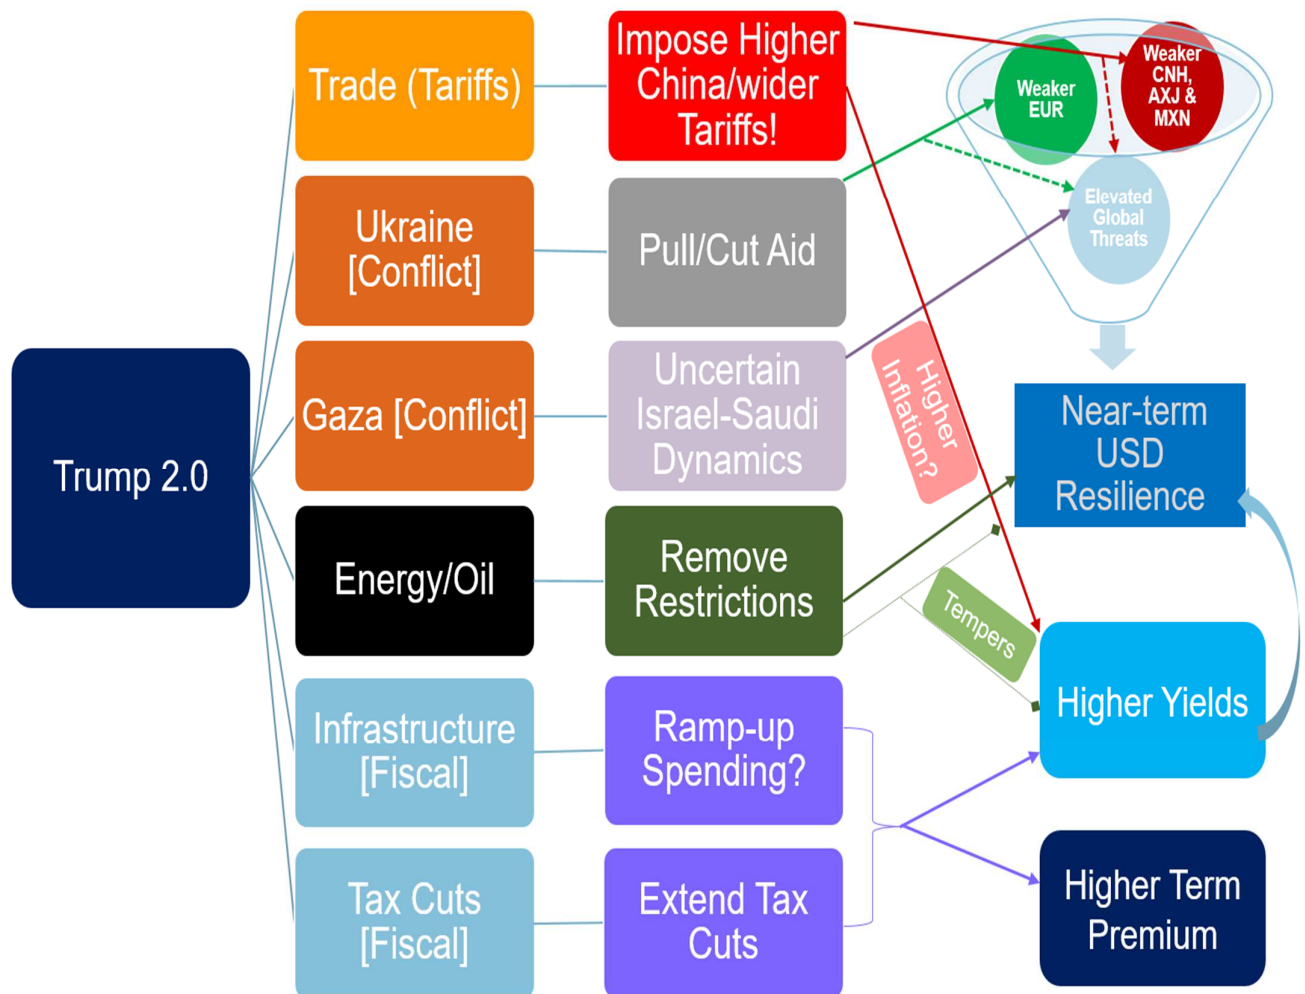 Trump 2.0
Trade (Tariffs)
Ukraine
[Conflict]
Gaza [Conflict]
Energy/Oil
Infrastructure
[Fiscal]
Tax Cuts
[Fiscal]
Impose Higher
China/wider
Tariffs!
Pull/Cut Aid
Uncertain
Israel-Saudi
Dynamics
Remove
Restrictions
Ramp-up
Spending?
Extend Tax
Cuts
Higher
Inflation?
Tempers
Weaker
EUR
Weaker
CNH,
AXJ &
MXN
Elevated
Global
Threats
Near-term
USD
Resilience
Higher Yields
Higher Term
Premium